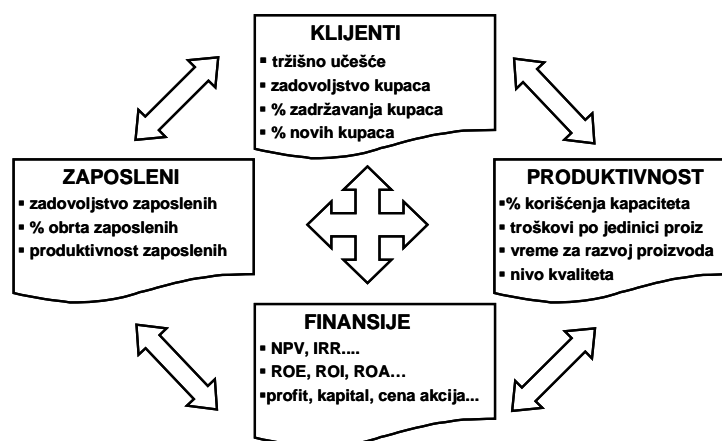 KLIJENTI
▪ tržišno učešće
▪ zadovoljstvo kupaca
▪ % zadržavanja kupaca
▪ % novih kupaca
ZAPOSLENI
▪ zadovoljstvo zaposlenih
▪ % obrta zaposlenih
▪ produktivnost zaposlenih
PRODUKTIVNOST
▪% korišćenja kapaciteta
▪ troškovi po jedinici proiz
▪ vreme za razvoj proizvoda
▪ nivo kvaliteta
FINANSIJE
▪ NPV, IRR....
▪ ROE, ROI, ROA…
▪profit, kapital, cena akcija...